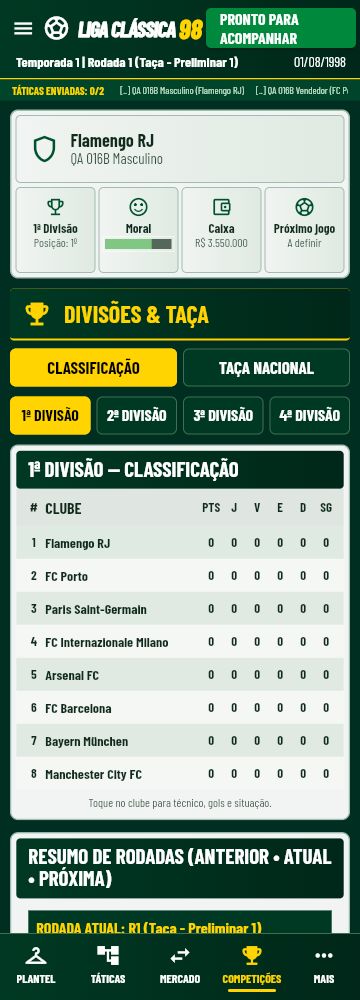 LIGA CLÁSSICA 98
PRONTO PARA
ACOMPANHAR
Temporada 1 | Rodada 1 (Taça - Preliminar 1)
01/08/1998
TÁTICAS ENVIADAS: 0/2
[...] QA 016B Masculino (Flamengo RJ)
[...] QA 016B Vendedor (FC P
Flamengo RJ
QA 016B Masculino
1ª Divisão
Posição: 1º
Moral
Caixa
R$ 3.550.000
Próximo jogo
A definir
DIVISÕES & TAÇA
CLASSIFICAÇÃO
TAÇA NACIONAL
1ª DIVISÃO
2ª DIVISÃO
3ª DIVISÃO
4ª DIVISÃO
1ª DIVISÃO — CLASSIFICAÇÃO
# CLUBE PTS J V E D SG
1 Flamengo RJ 0 0 0 0 0 0
2 FC Porto 0 0 0 0 0 0
3 Paris Saint-Germain 0 0 0 0 0 0
4 FC Internazionale Milano 0 0 0 0 0 0
5 Arsenal FC 0 0 0 0 0 0
6 FC Barcelona 0 0 0 0 0 0
7 Bayern München 0 0 0 0 0 0
8 Manchester City FC 0 0 0 0 0 0
Toque no clube para técnico, gols e situação.
RESUMO DE RODADAS (ANTERIOR • ATUAL
• PRÓXIMA)
RODADA ATUAL: R1 (Taça - Preliminar 1)
PLANTEL
TÁTICAS
MERCADO
COMPETIÇÕES
MAIS